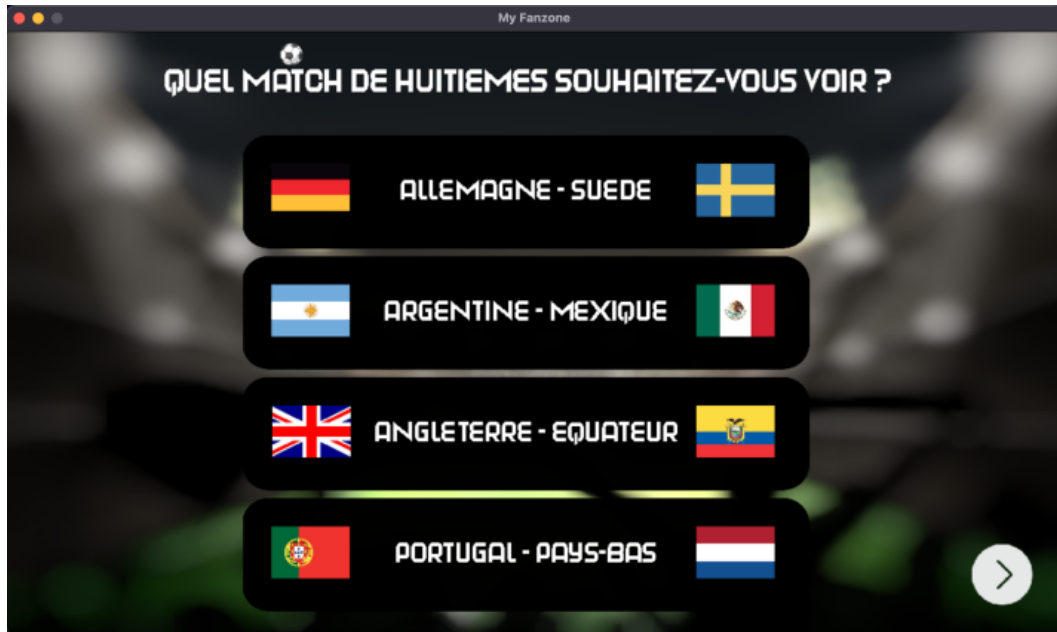 My Fanzone
QUEL MATCH DE HUITIEMES SOUHAITEZ-VOUS VOIR ?
ALLEMAGNE - SUEDE
ARGENTINE - MEXIQUE
ANGLETERRE - EQUATEUR
PORTUGAL - PAYS-BAS